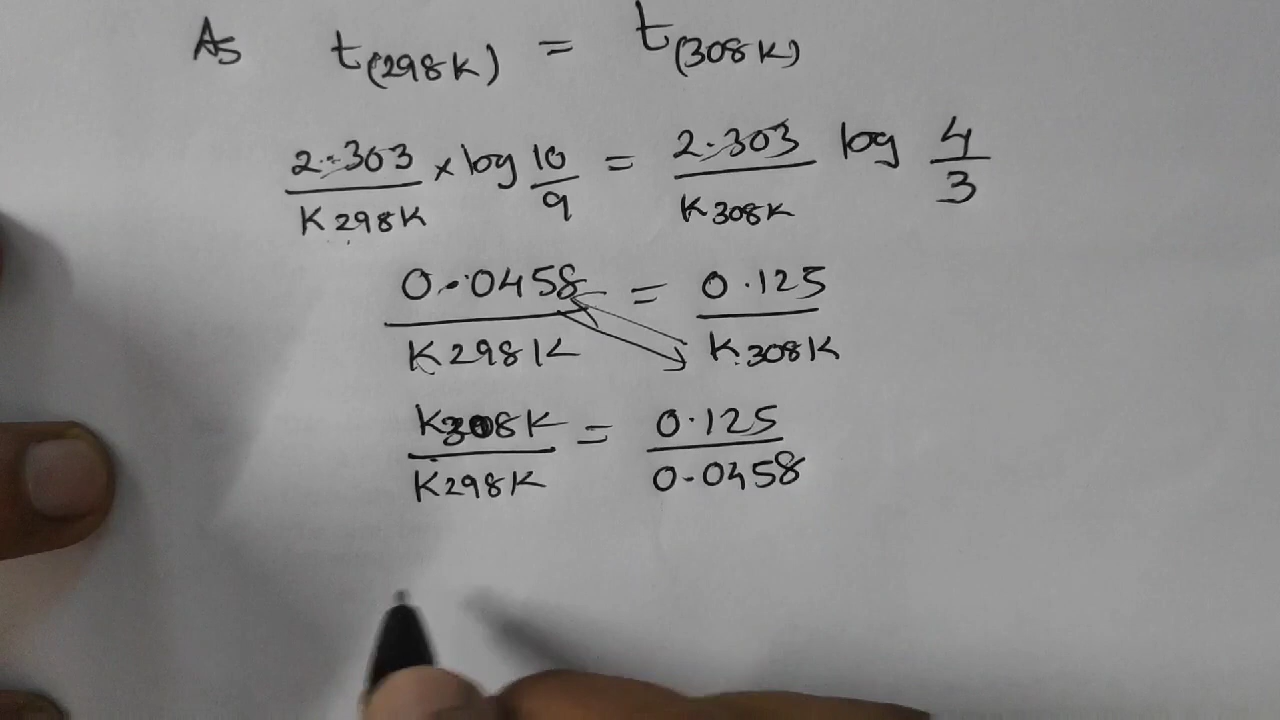 As t(298K) = t(308K)
2.303/K298K × log 10/9 = 2.303/K308K log 4/3
0.0458/K298K = 0.125/K308K
K308K/K298K = 0.125/0.0458